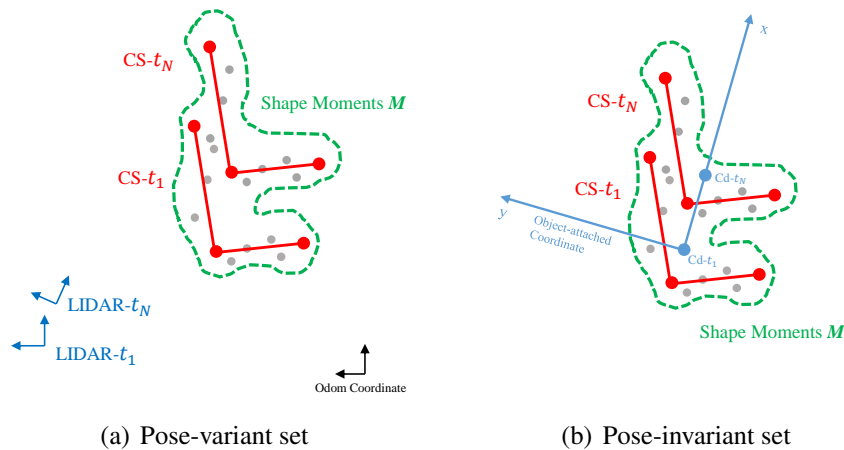 CS-t_N
Shape Moments M
CS-t_1
LIDAR-t_N
LIDAR-t_1
Odom Coordinate
(a) Pose-variant set
x
CS-t_N
Cd-t_N
CS-t_1
y
Object-attached
Coordinate
Cd-t_1
Shape Moments M
(b) Pose-invariant set